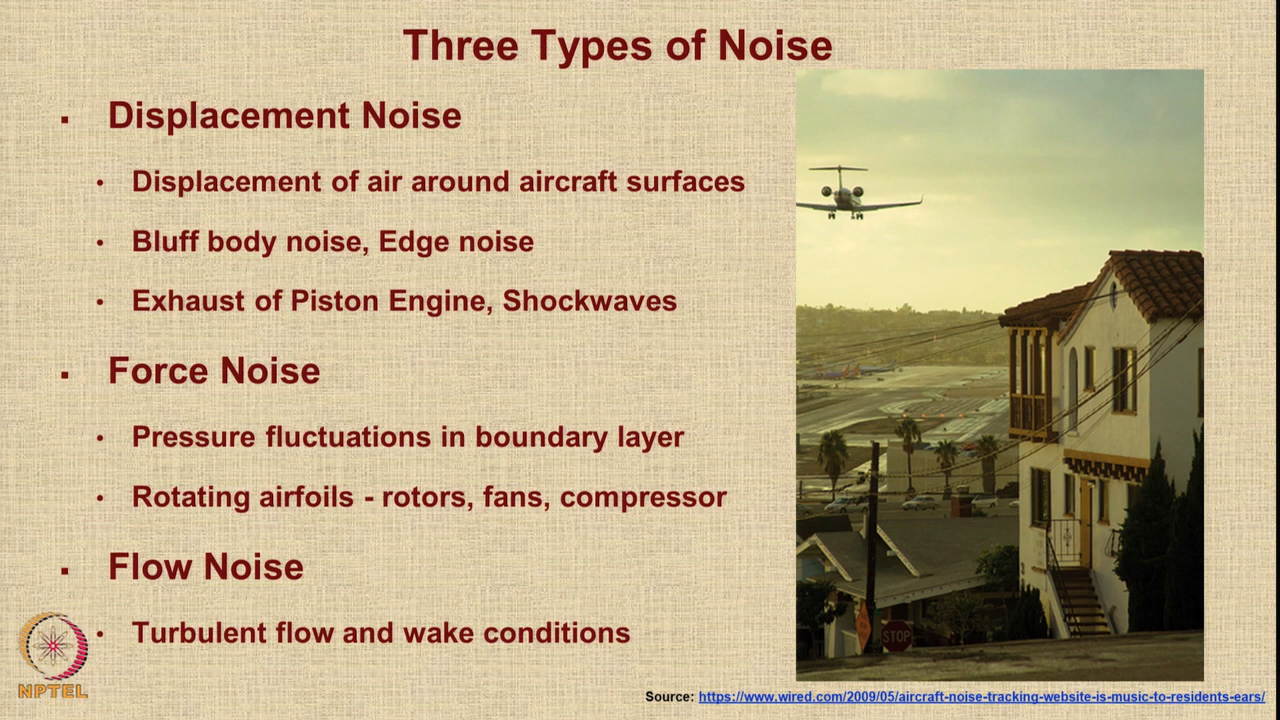 Three Types of Noise
▪ Displacement Noise
• Displacement of air around aircraft surfaces
• Bluff body noise, Edge noise
• Exhaust of Piston Engine, Shockwaves
▪ Force Noise
• Pressure fluctuations in boundary layer
• Rotating airfoils - rotors, fans, compressor
▪ Flow Noise
• Turbulent flow and wake conditions
STOP
NPTEL
Source: https://www.wired.com/2009/05/aircraft-noise-tracking-website-is-music-to-residents-ears/